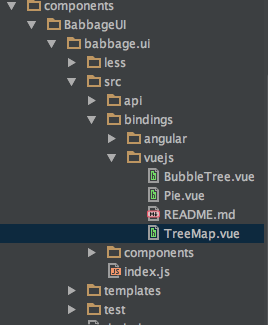 components
BabbageUI
babbage.ui
less
src
api
bindings
angular
vuejs
BubbleTree.vue
Pie.vue
README.md
TreeMap.vue
components
index.js
templates
test